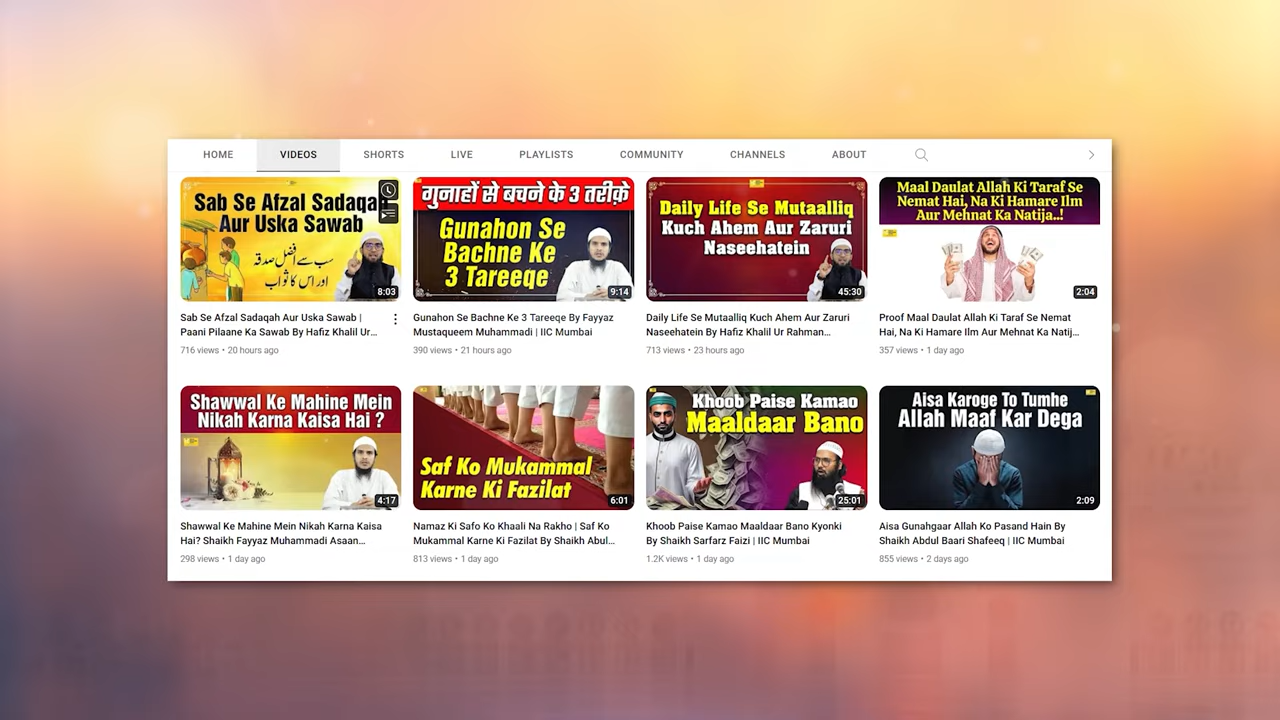 HOME VIDEOS SHORTS LIVE PLAYLISTS COMMUNITY CHANNELS ABOUT
Sab Se Afzal Sadaqah
Aur Uska Sawab
سب سے افضل صدقہ
اور اس کا ثواب
8:03
Sab Se Afzal Sadaqah Aur Uska Sawab |
Paani Pilaane Ka Sawab By Hafiz Khalil Ur...
716 views • 20 hours ago
गुनाहों से बचने के 3 तरीक़े
Gunahon Se
Bachne Ke
3 Tareeqe
9:14
Gunahon Se Bachne Ke 3 Tareeqe By Fayyaz
Mustaqueem Muhammadi | IIC Mumbai
390 views • 21 hours ago
Daily Life Se Mutaalliq
Kuch Ahem Aur Zaruri
Naseehatein
45:30
Daily Life Se Mutaalliq Kuch Ahem Aur Zaruri
Naseehatein By Hafiz Khalil Ur Rahman...
713 views • 23 hours ago
Maal Daulat Allah Ki Taraf Se
Nemat Hai, Na Ki Hamare Ilm
Aur Mehnat Ka Natija..!
2:04
Proof Maal Daulat Allah Ki Taraf Se Nemat
Hai, Na Ki Hamare Ilm Aur Mehnat Ka Natij...
357 views • 1 day ago
Shawwal Ke Mahine Mein
Nikah Karna Kaisa Hai ?
4:17
Shawwal Ke Mahine Mein Nikah Karna Kaisa
Hai? Shaikh Fayyaz Muhammadi Asaan...
298 views • 1 day ago
Saf Ko Mukammal
Karne Ki Fazilat
6:01
Namaz Ki Safo Ko Khaali Na Rakho | Saf Ko
Mukammal Karne Ki Fazilat By Shaikh Abul...
813 views • 1 day ago
Khoob Paise Kamao
Maaldaar Bano
25:01
Khoob Paise Kamao Maaldaar Bano Kyonki
By Shaikh Sarfarz Faizi | IIC Mumbai
1.2K views • 1 day ago
Aisa Karoge To Tumhe
Allah Maaf Kar Dega
2:09
Aisa Gunahgaar Allah Ko Pasand Hain By
Shaikh Abdul Baari Shafeeq | IIC Mumbai
855 views • 2 days ago